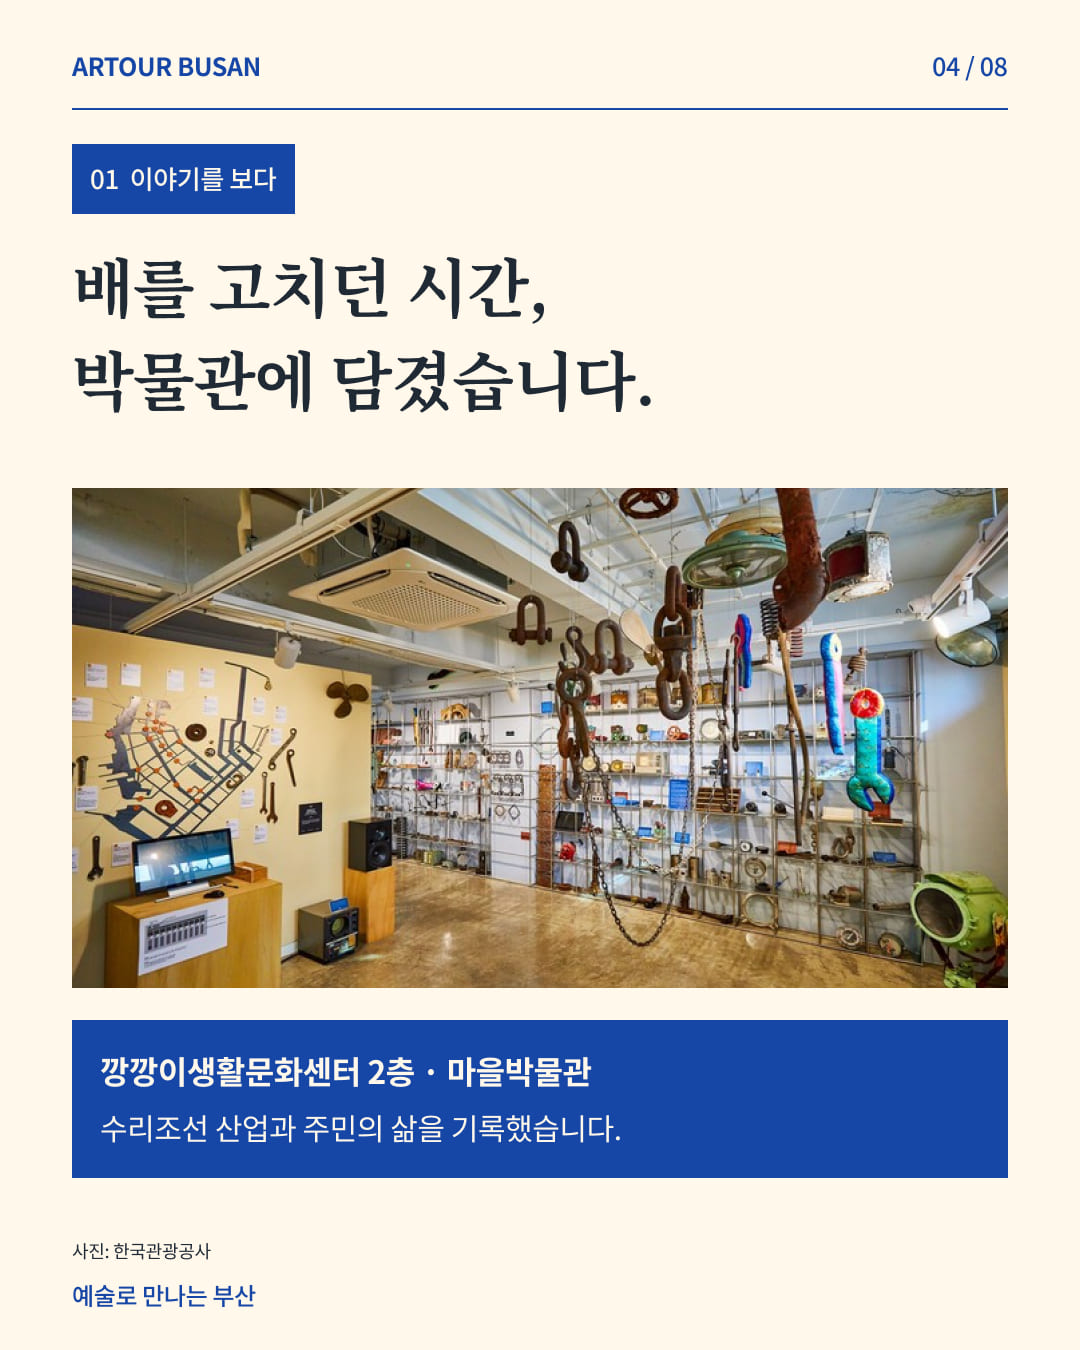 ARTOUR BUSAN
04 / 08
01 이야기를 보다
배를 고치던 시간,
박물관에 담겼습니다.
깡깡이생활문화센터 2층 · 마을박물관
수리조선 산업과 주민의 삶을 기록했습니다.
사진: 한국관광공사
예술로 만나는 부산